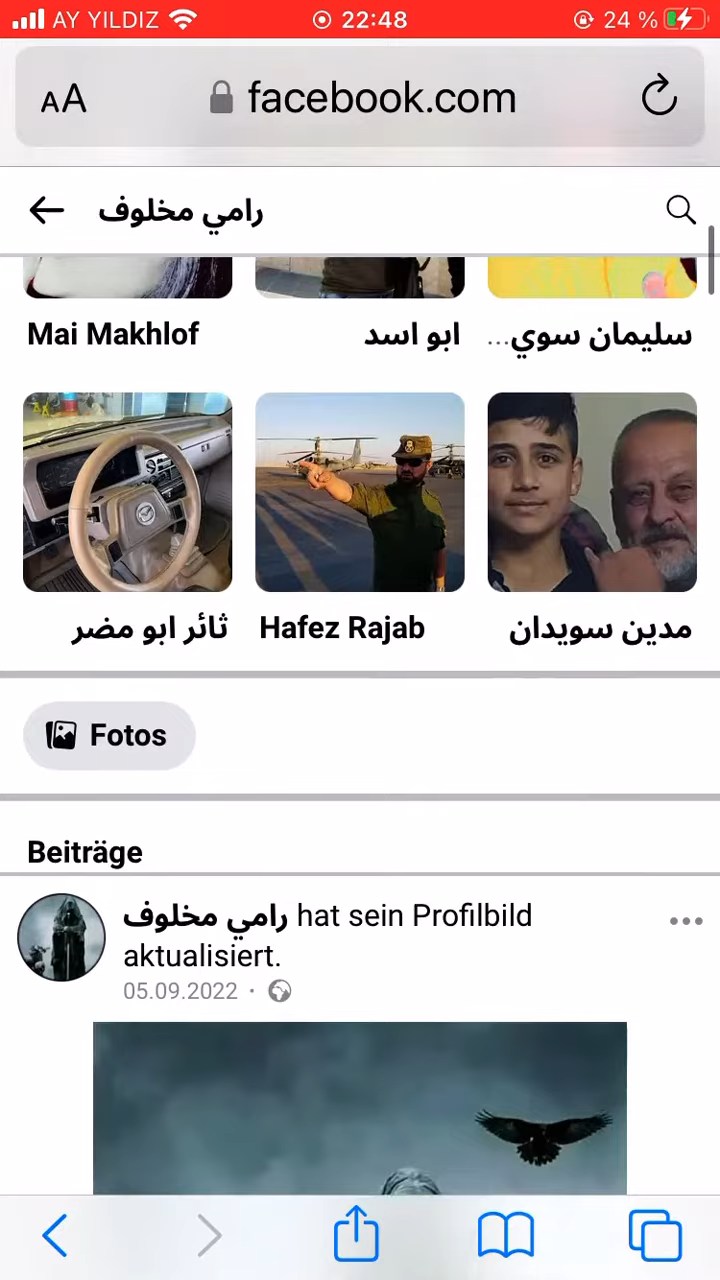 AY YILDIZ 22:48 24 %
AA facebook.com
رامي مخلوف
Mai Makhlof ابو اسد سليمان سوي...
ثائر ابو مضر Hafez Rajab مدين سويدان
Fotos
Beiträge
رامي مخلوف hat sein Profilbild
aktualisiert.
05.09.2022 ·